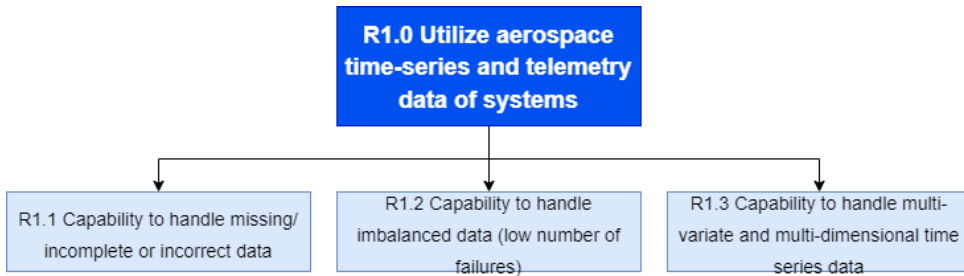 R1.0 Utilize aerospace
time-series and telemetry
data of systems
R1.1 Capability to handle missing/
incomplete or incorrect data
R1.2 Capability to handle
imbalanced data (low number of
failures)
R1.3 Capability to handle multi-
variate and multi-dimensional time
series data